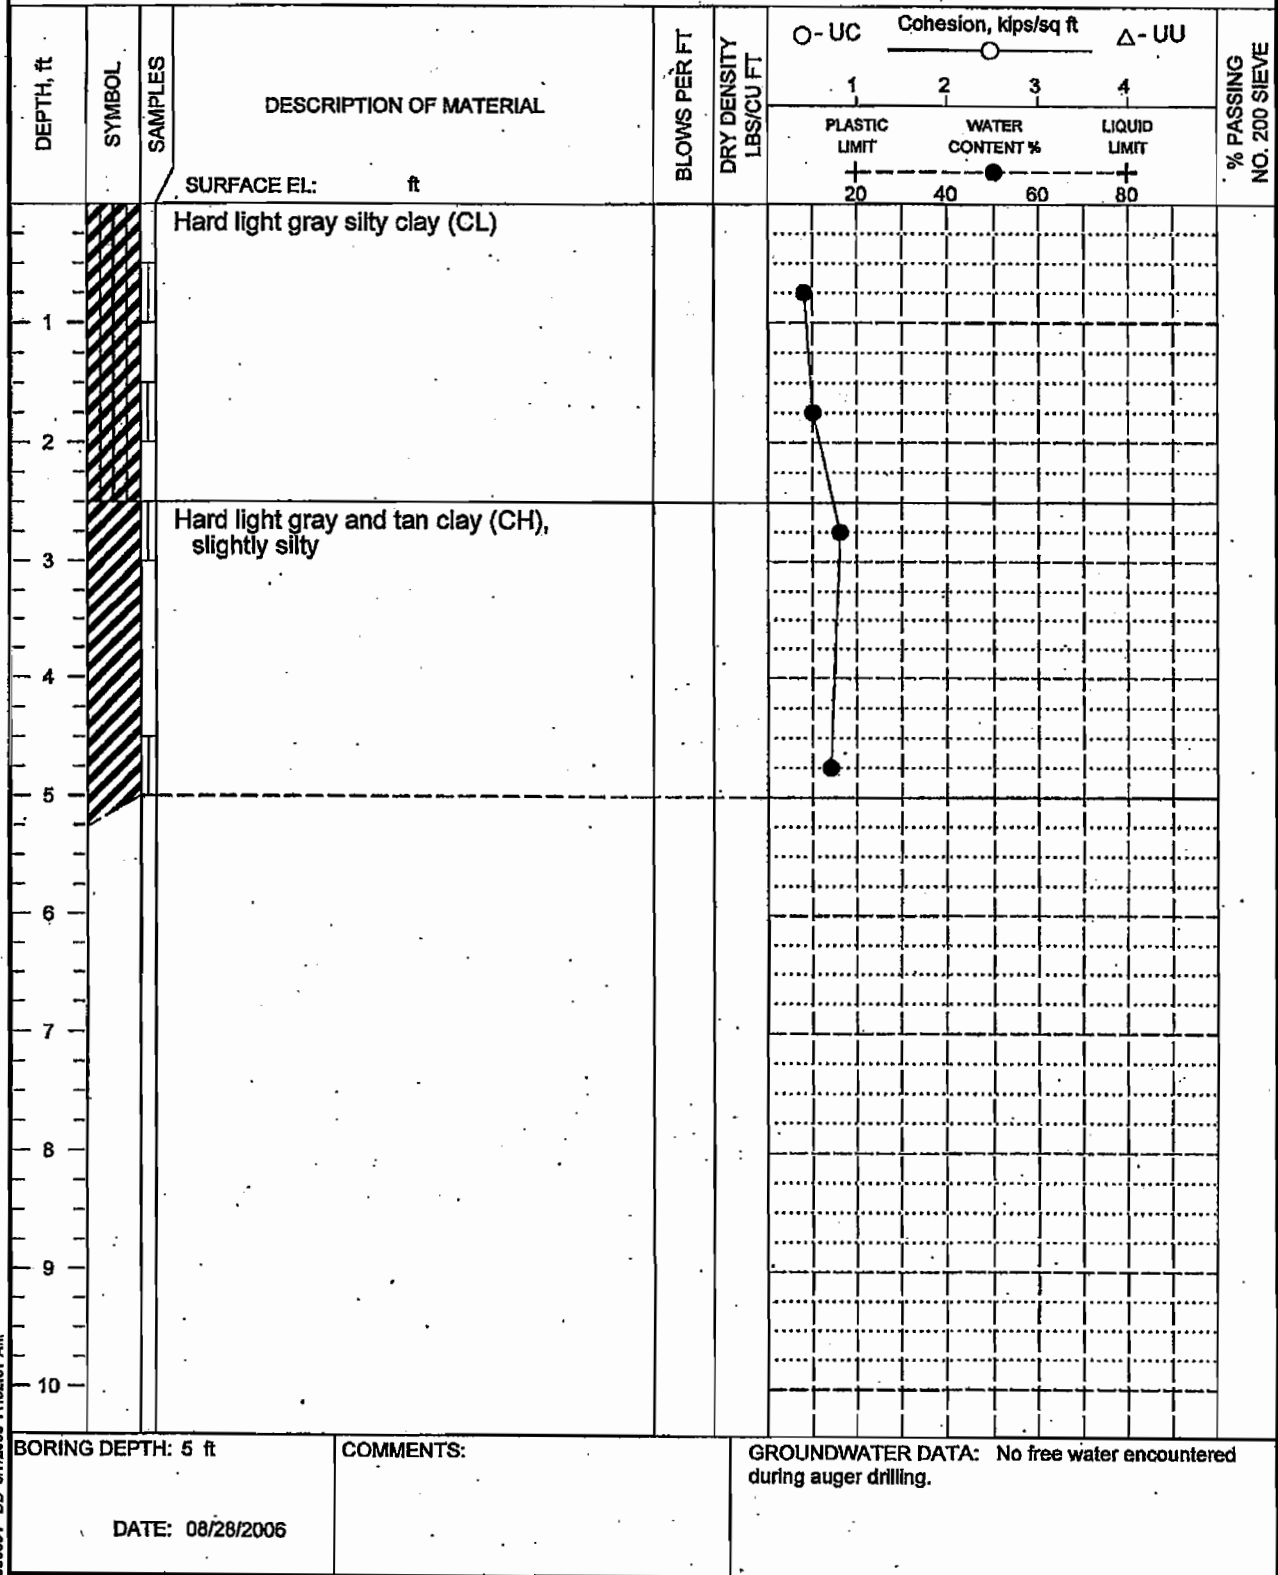 DEPTH, ft
SYMBOL
SAMPLES
DESCRIPTION OF MATERIAL
SURFACE EL: ft
BLOWS PER FT
DRY DENSITY
LBS/CU FT
O- UC Cohesion, kips/sq ft △- UU
1 2 3 4
PLASTIC WATER LIQUID
LIMIT CONTENT % LIMIT
20 40 60 80
% PASSING
NO. 200 SIEVE
Hard light gray silty clay (CL)
1
2
Hard light gray and tan clay (CH),
slightly silty
3
4
5
6
7
8
9
10
BORING DEPTH: 5 ft
DATE: 08/28/2006
COMMENTS:
GROUNDWATER DATA: No free water encountered
during auger drilling.